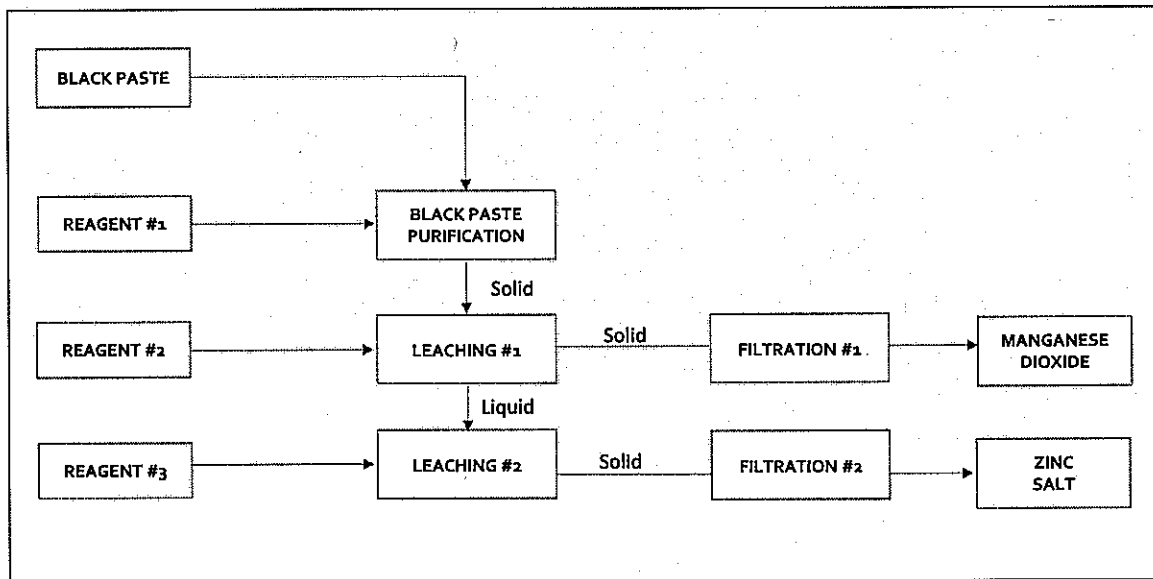 BLACK PASTE
REAGENT #1
BLACK PASTE
PURIFICATION
Solid
REAGENT #2
LEACHING #1
Solid
FILTRATION #1
MANGANESE
DIOXIDE
Liquid
REAGENT #3
LEACHING #2
Solid
FILTRATION #2
ZINC
SALT